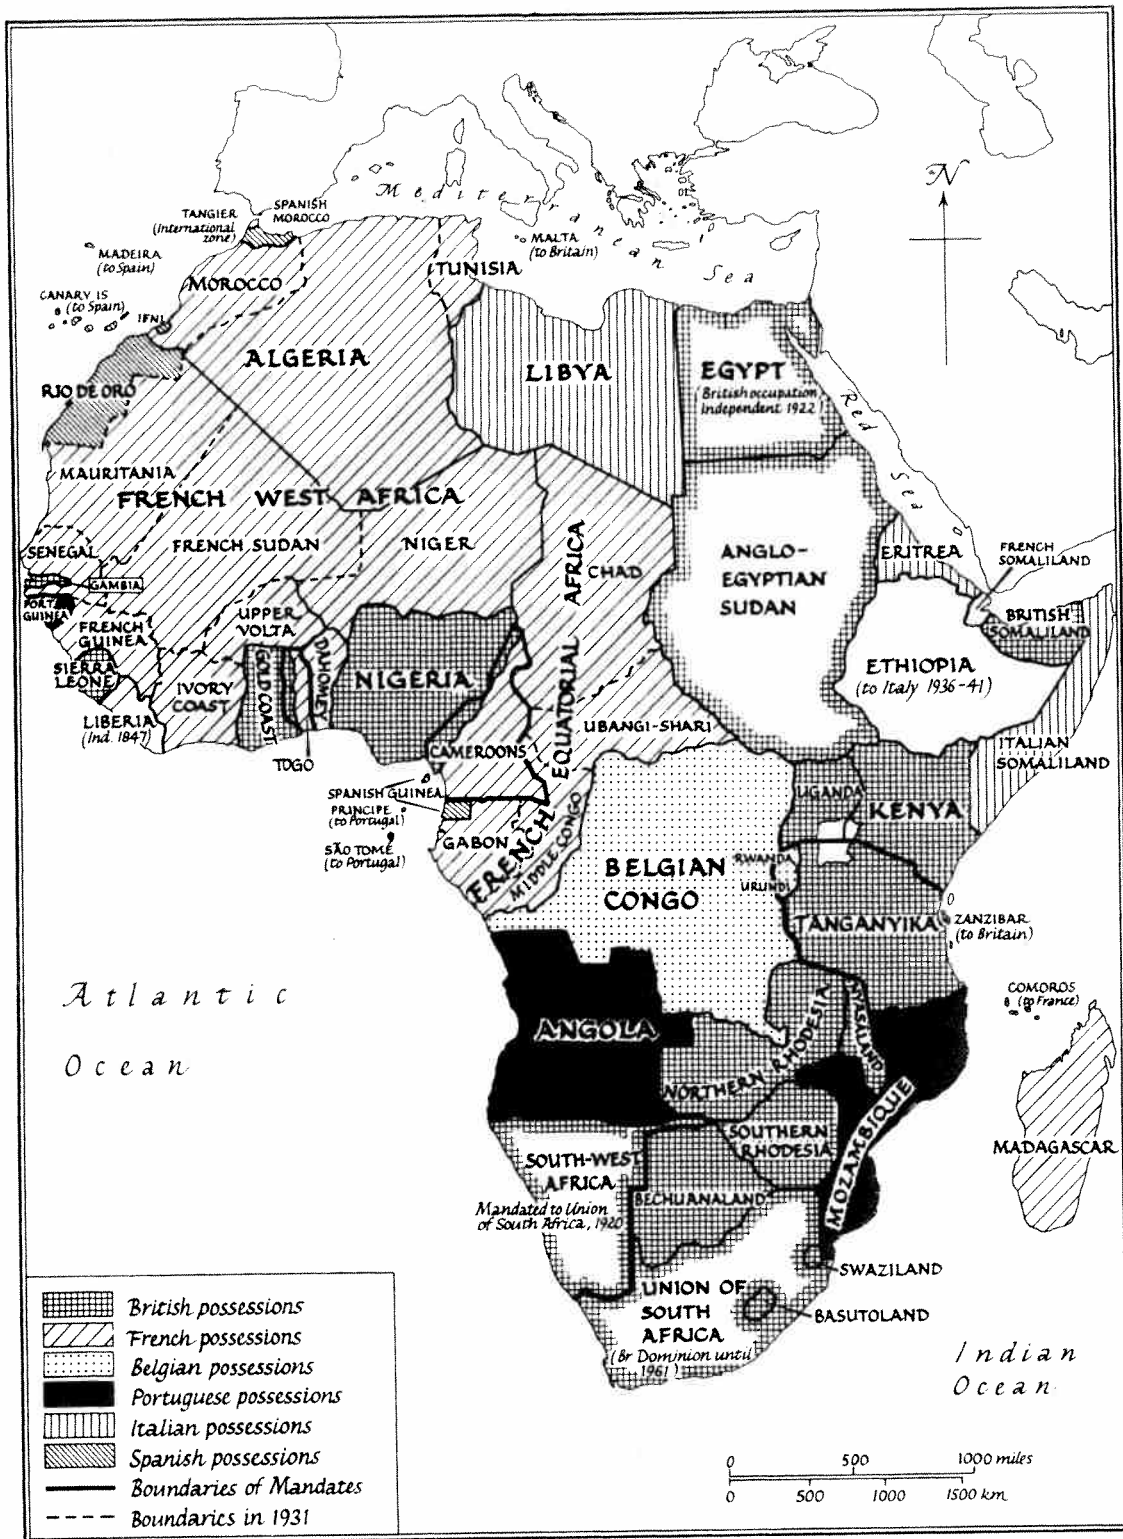 Mediterranean Sea
N
SPANISH
MOROCCO
TANGIER
(International
zone)
MADEIRA
(to Spain)
MALTA
(to Britain)
CANARY IS
(to Spain)
IFNI
MOROCCO
TUNISIA
ALGERIA
LIBYA
EGYPT
(British occupation
Independent 1922)
Red Sea
RIO DE ORO
MAURITANIA
FRENCH WEST AFRICA
SENEGAL
FRENCH SUDAN
NIGER
CHAD
ANGLO-
EGYPTIAN
SUDAN
ERITREA
FRENCH
SOMALILAND
GAMBIA
PORT.
GUINEA
FRENCH
GUINEA
UPPER
VOLTA
BRITISH
SOMALILAND
SIERRA
LEONE
IVORY
COAST
GOLD COAST
DAHOMEY
NIGERIA
ETHIOPIA
(to Italy 1936-41)
LIBERIA
(Ind. 1847)
TOGO
CAMEROONS
FRENCH EQUATORIAL AFRICA
UBANGI-SHARI
ITALIAN
SOMALILAND
SPANISH GUINEA
PRINCIPE
(to Portugal)
SÃO TOMÉ
(to Portugal)
GABON
MIDDLE CONGO
UGANDA
KENYA
BELGIAN
CONGO
RWANDA
URUNDI
TANGANYIKA
ZANZIBAR
(to Britain)
Atlantic
Ocean
ANGOLA
NORTHERN RHODESIA
NYASALAND
COMOROS
(to France)
MOZAMBIQUE
MADAGASCAR
SOUTHERN
RHODESIA
SOUTH-WEST
AFRICA
Mandated to Union
of South Africa, 1920
BECHUANALAND
SWAZILAND
BASUTOLAND
UNION OF
SOUTH
AFRICA
(Br Dominion until
1961)
Indian
Ocean
British possessions
French possessions
Belgian possessions
Portuguese possessions
Italian possessions
Spanish possessions
Boundaries of Mandates
Boundaries in 1931
0 500 1000 miles
0 500 1000 1500 km